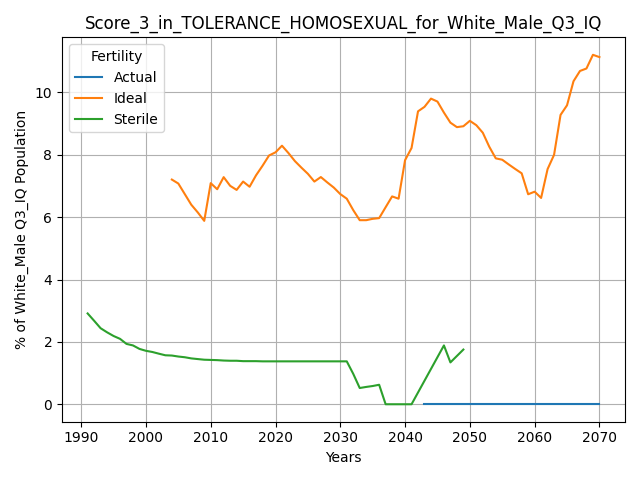 Score_3_in_TOLERANCE_HOMOSEXUAL_for_White_Male_Q3_IQ
Fertility
Actual
Ideal
Sterile
% of White_Male Q3_IQ Population
10
8
6
4
2
0
1990 2000 2010 2020 2030 2040 2050 2060 2070
Years